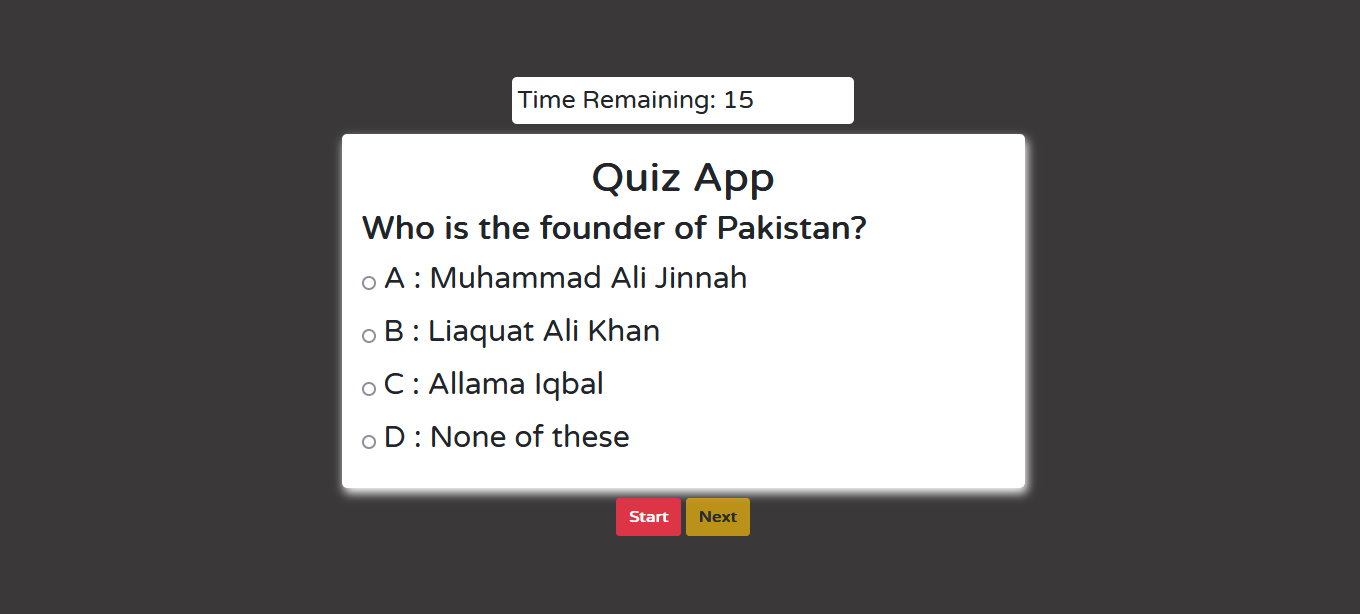 Time Remaining: 15
Quiz App
Who is the founder of Pakistan?
A : Muhammad Ali Jinnah
B : Liaquat Ali Khan
C : Allama Iqbal
D : None of these
Start Next